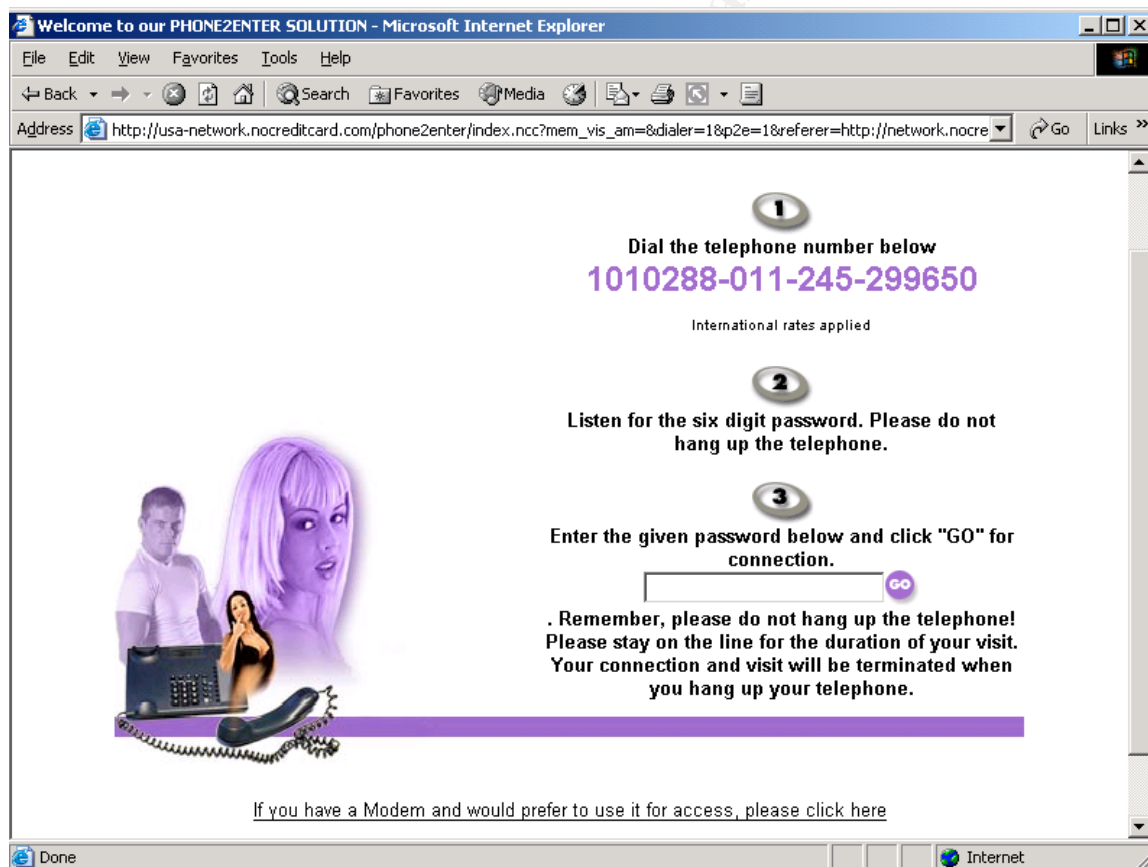 Welcome to our PHONE2ENTER SOLUTION - Microsoft Internet Explorer
File Edit View Favorites Tools Help
Back Search Favorites Media
Address http://usa-network.nocreditcard.com/phone2enter/index.ncc?mem_vis_am=&dialer=1&p2e=1&referer=http://network.nocre Go Links »
1
Dial the telephone number below
1010288-011-245-299650
International rates applied
2
Listen for the six digit password. Please do not
hang up the telephone.
3
Enter the given password below and click "GO" for
connection.
GO
. Remember, please do not hang up the telephone!
Please stay on the line for the duration of your visit.
Your connection and visit will be terminated when
you hang up your telephone.
If you have a Modem and would prefer to use it for access, please click here
Done Internet